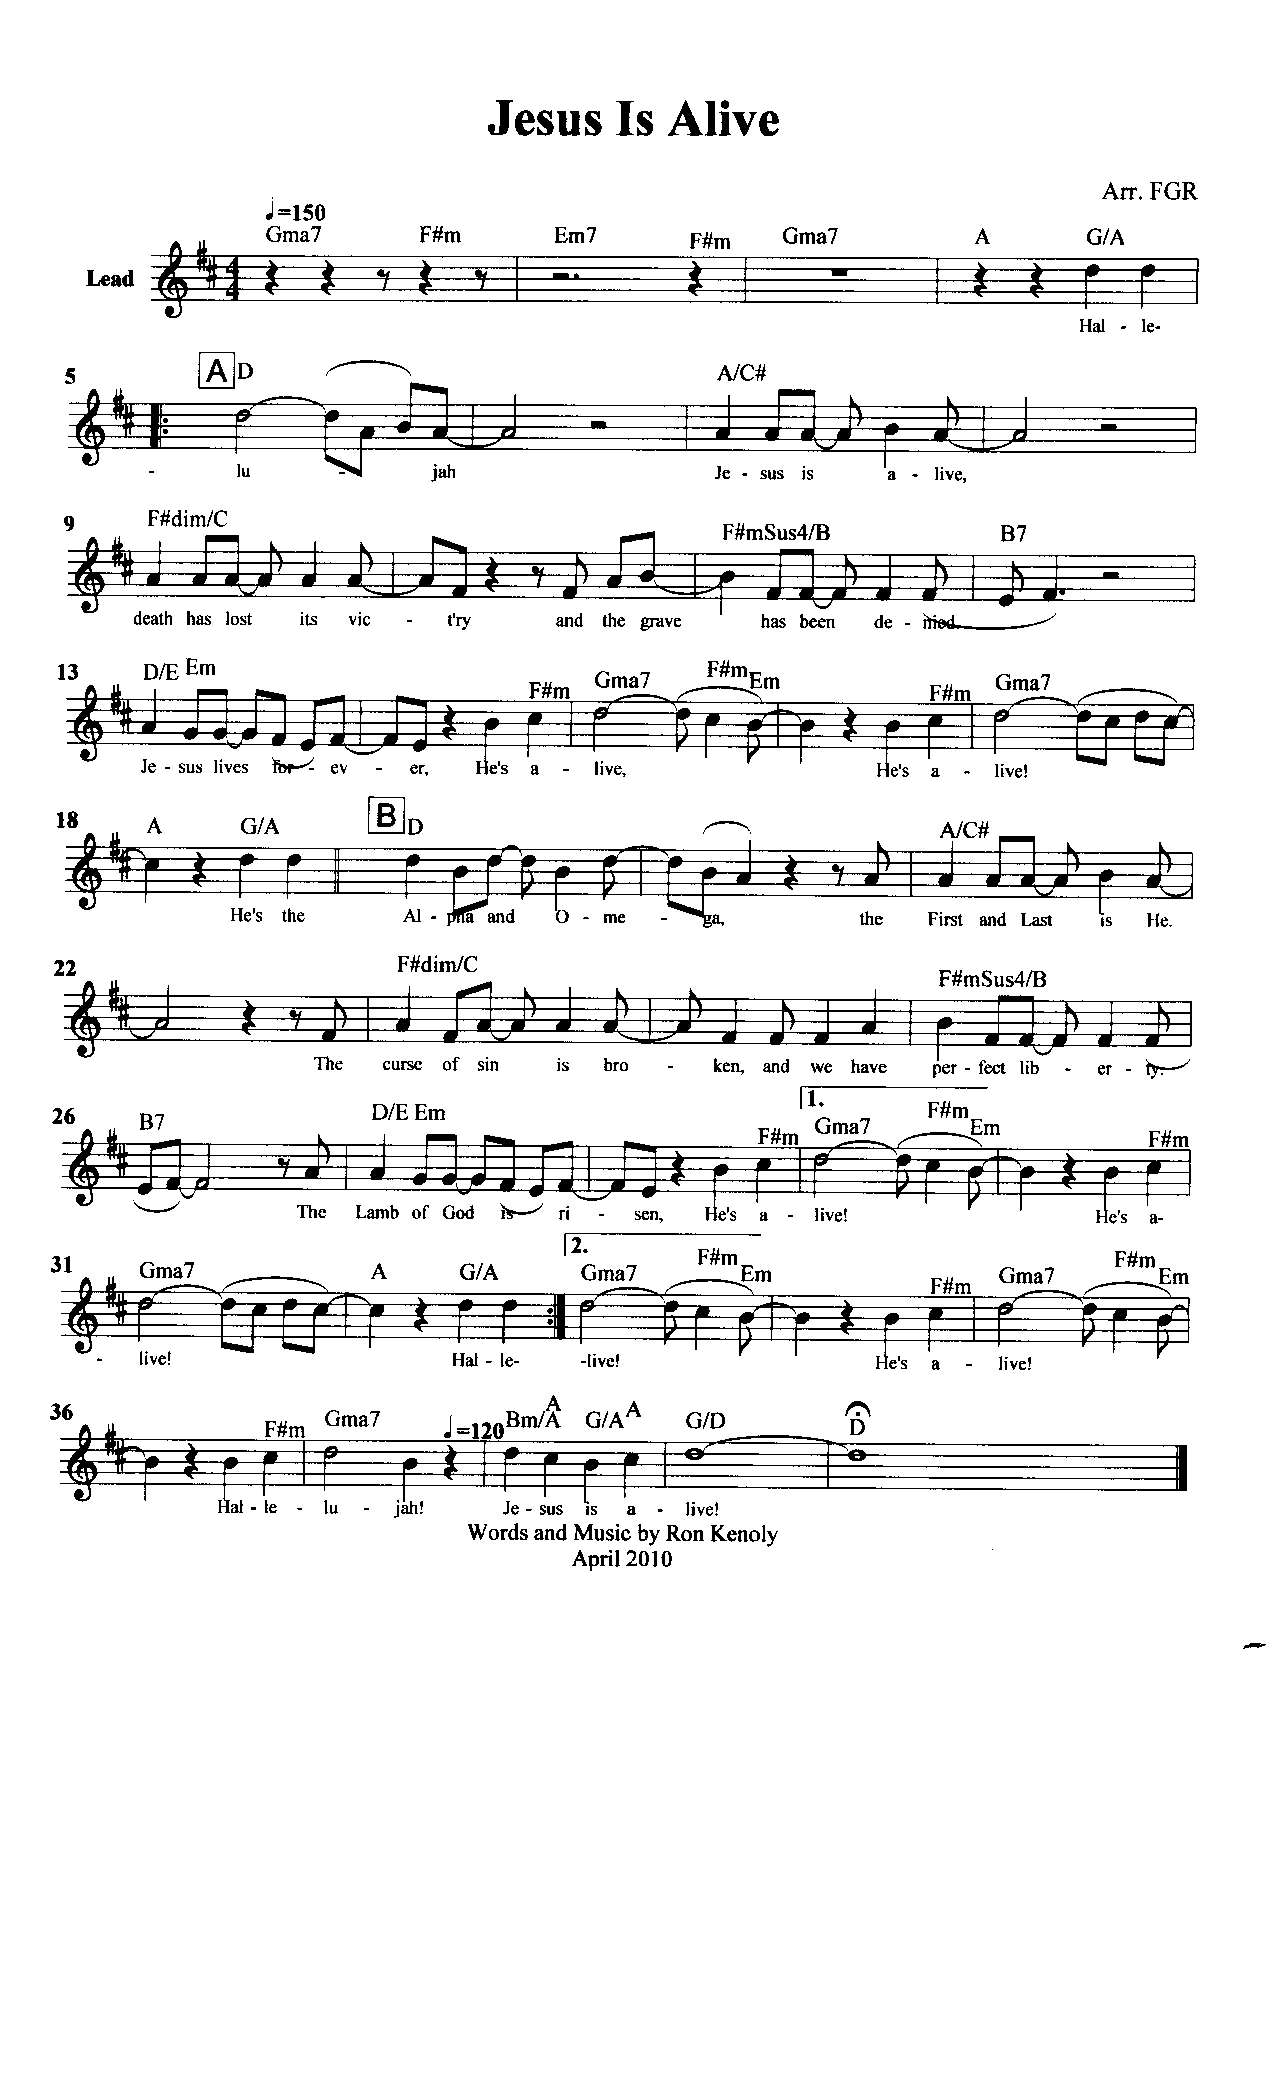 Jesus Is Alive
Arr. FGR
♩=150
Gma7 F#m Em7 F#m Gma7 A G/A
Lead
Hal - le-
5 A D A/C#
- lu - jah Je - sus is a - live,
9 F#dim/C F#mSus4/B B7
death has lost its vic - t'ry and the grave has been de - nied.
13 D/E Em F#m Gma7 F#m Em F#m Gma7
Je - sus lives for - ev - er, He's a - live, He's a - live!
18 A G/A B D A/C#
He's the Al - pha and O - me - ga, the First and Last is He.
22 F#dim/C F#mSus4/B
The curse of sin is bro - ken, and we have per - fect lib - er - ty.
26 B7 D/E Em F#m 1. Gma7 F#m Em F#m
The Lamb of God is ri - sen, He's a - live! He's a-
31 Gma7 A G/A 2. Gma7 F#m Em F#m Gma7 F#m Em
- live! Hal - le- -live! He's a - live!
36 F#m Gma7 ♩=120 Bm/A A G/A A G/D D
Hal - le - lu - jah! Je - sus is a - live!
Words and Music by Ron Kenoly
April 2010